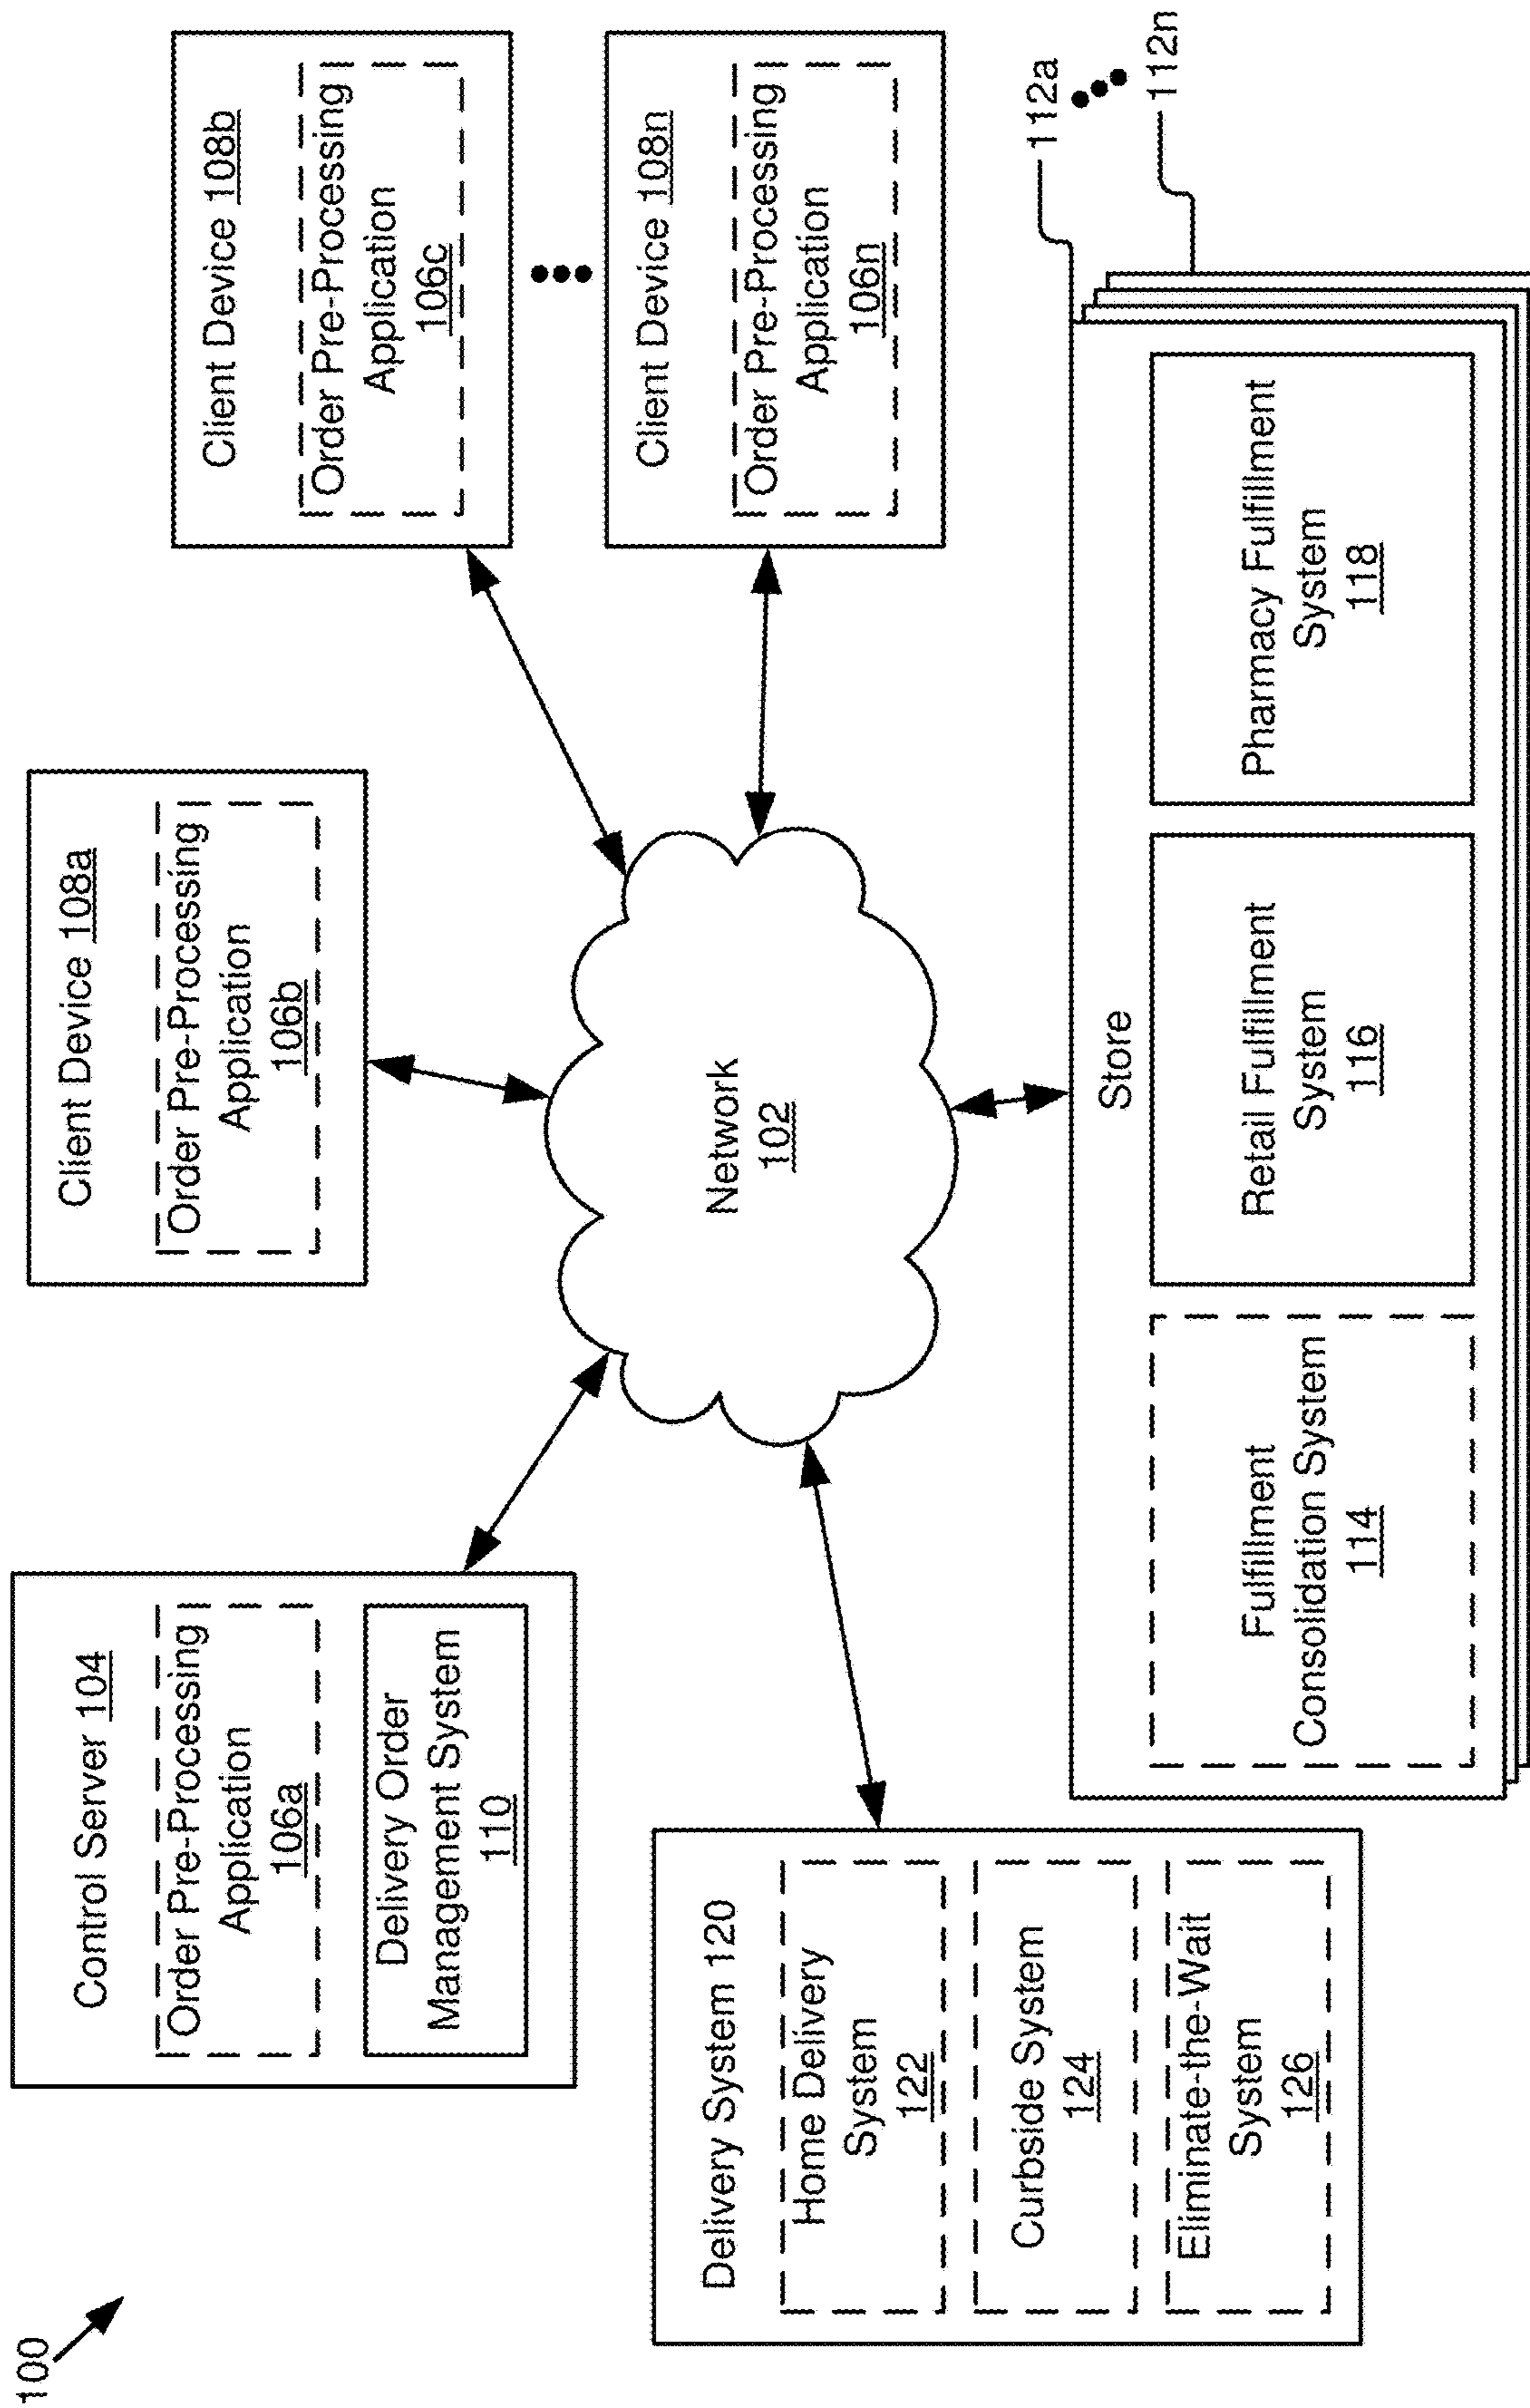 100
Control Server 104
Order Pre-Processing
Application
106a
Delivery Order
Management System
110
Client Device 108a
Order Pre-Processing
Application
106b
Client Device 108b
Order Pre-Processing
Application
106c
Client Device 108n
Order Pre-Processing
Application
106n
Network
102
Delivery System 120
Home Delivery
System
122
Curbside System
124
Eliminate-the-Wait
System
126
112a
112n
Store
Fulfillment
Consolidation System
114
Retail Fulfillment
System
116
Pharmacy Fulfillment
System
118